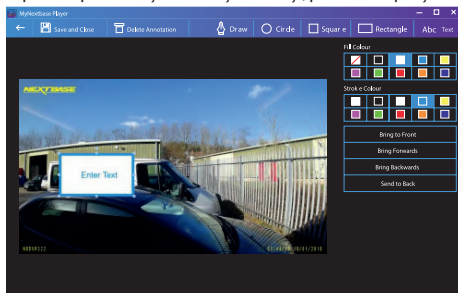 MyNextbase Player
Save and Close
Delete Annotation
Draw
Circle
Square
Rectangle
Abc Text
Fill Colour
Stroke Colour
NEXTBASE
Enter Text
Bring to Front
Bring Forwards
Bring Backwards
Send to Back